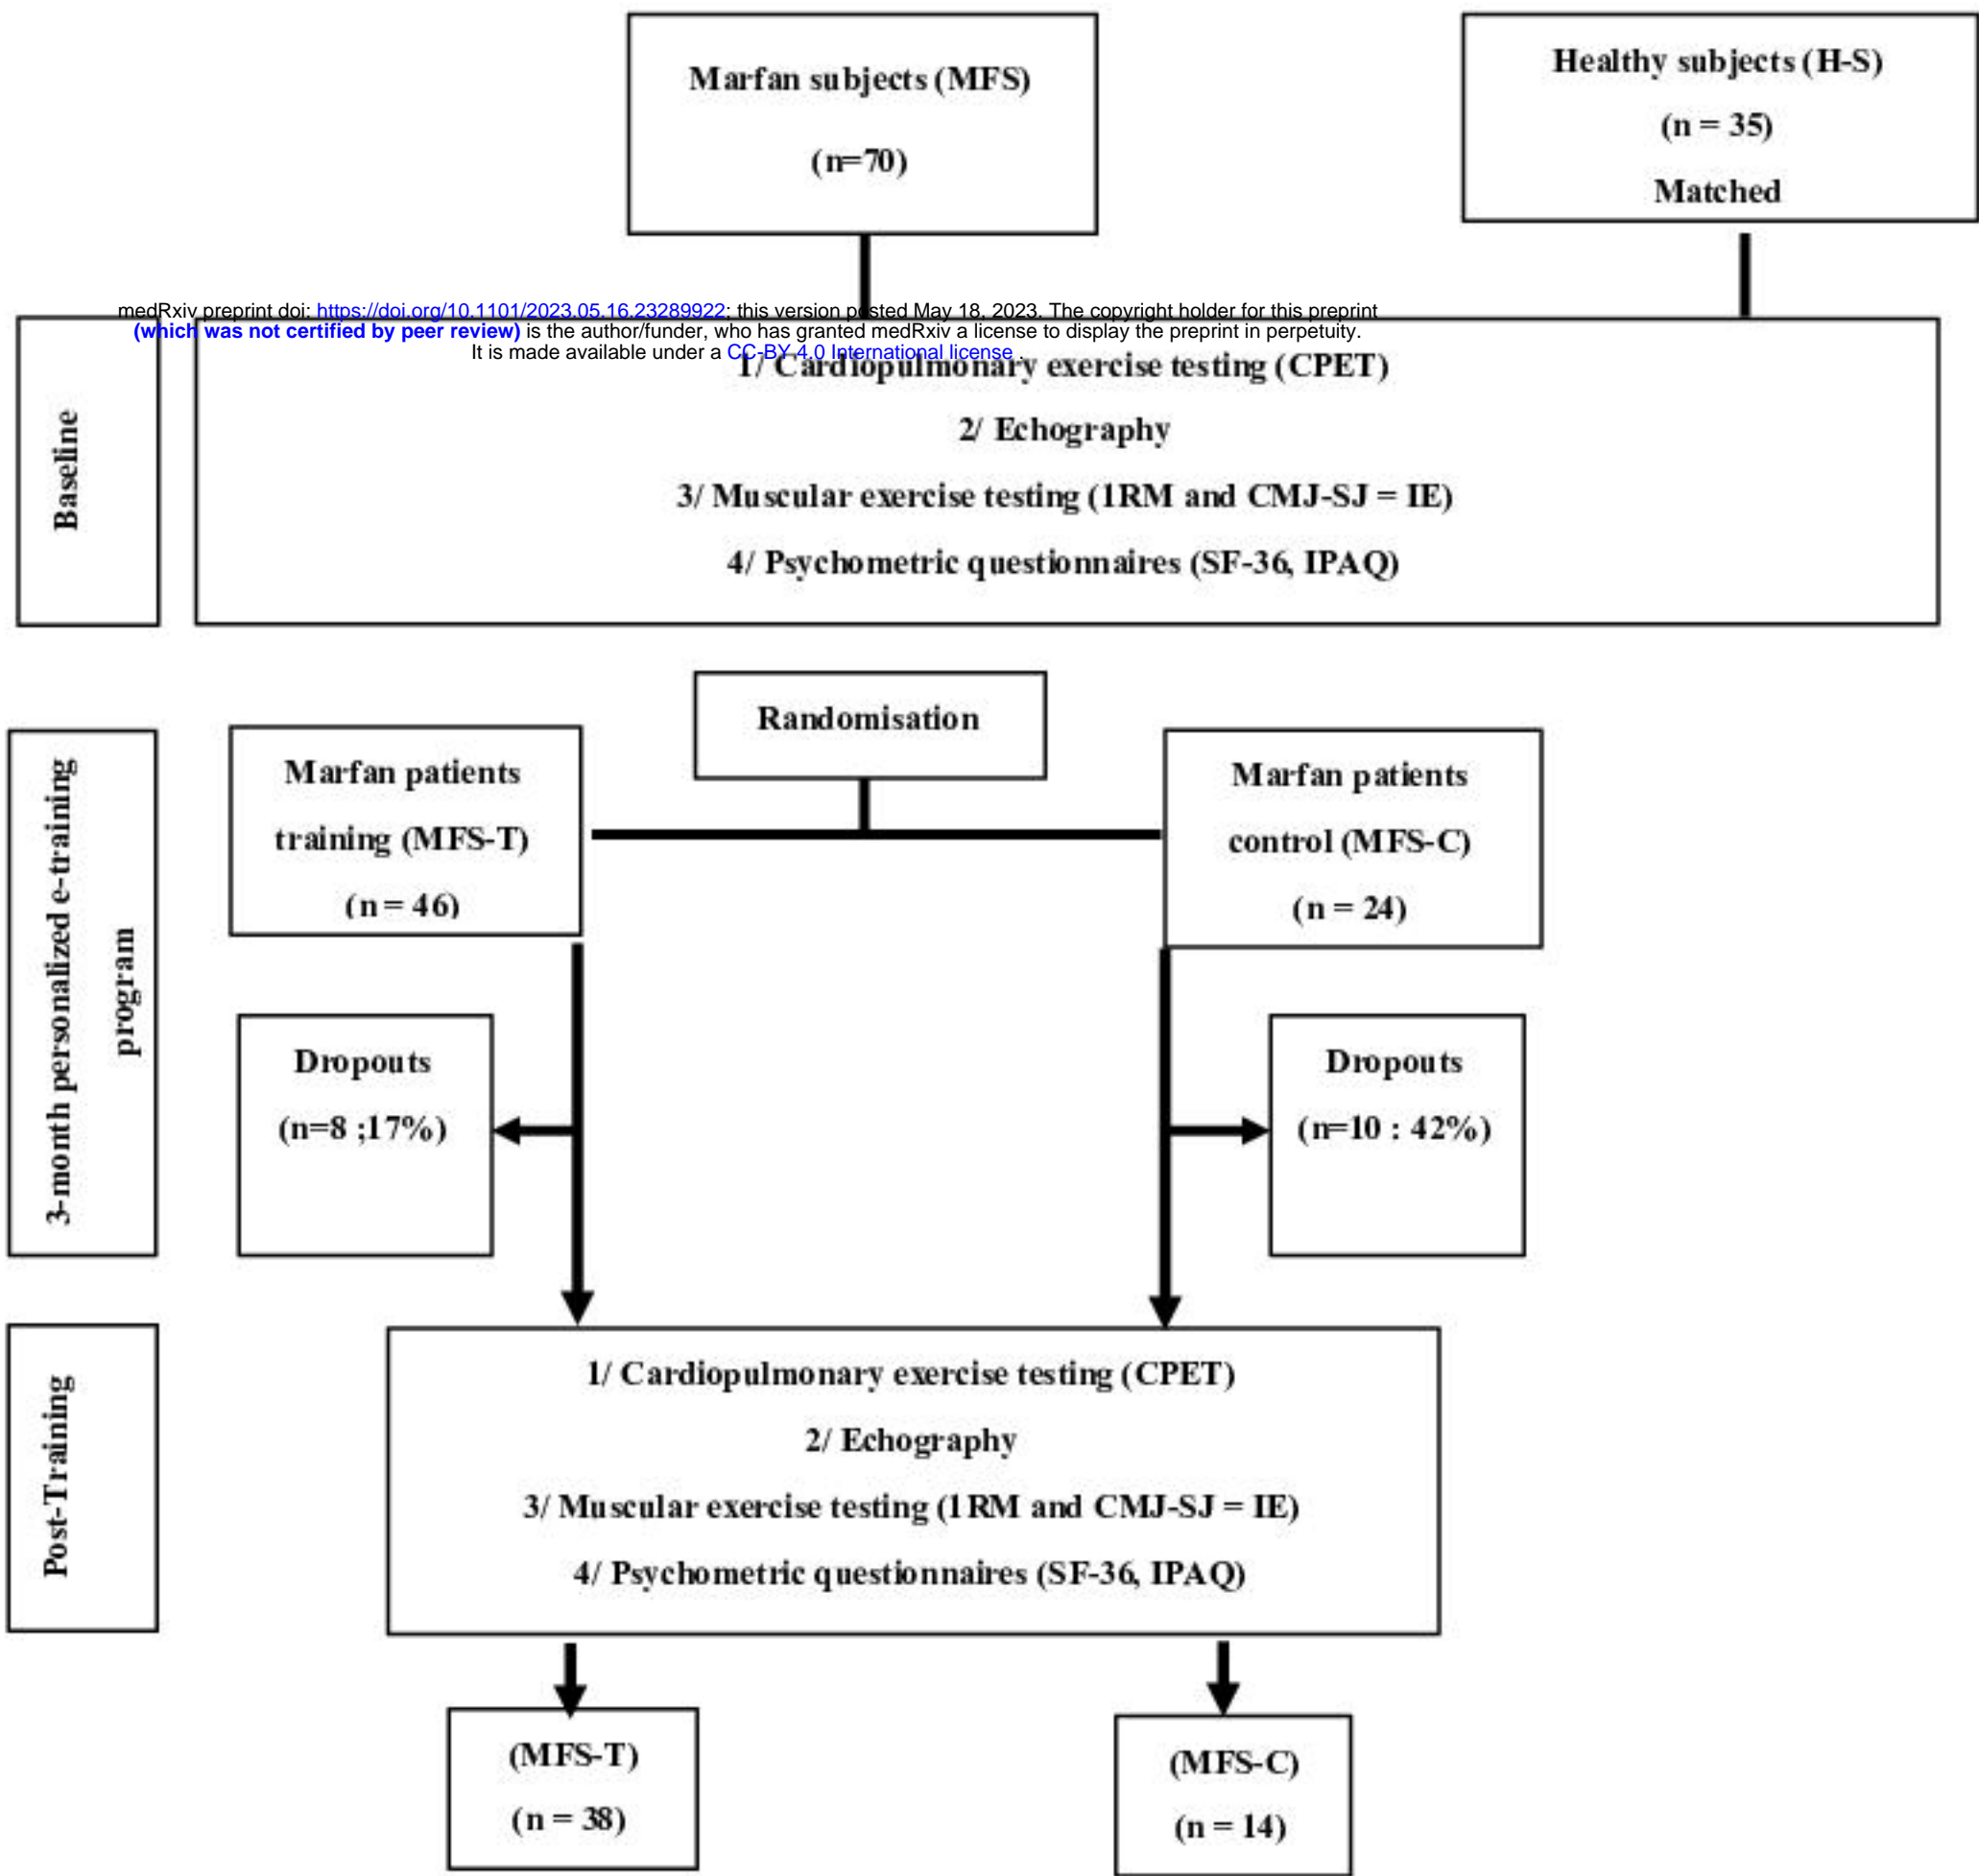 Marfan subjects (MFS)
(n=70)
Healthy subjects (H-S)
(n = 35)
Matched
medRxiv preprint doi: https://doi.org/10.1101/2023.05.16.23289922; this version posted May 18, 2023. The copyright holder for this preprint
(which was not certified by peer review) is the author/funder, who has granted medRxiv a license to display the preprint in perpetuity.
It is made available under a CC-BY 4.0 International license .
Baseline
1/ Cardiopulmonary exercise testing (CPET)
2/ Echography
3/ Muscular exercise testing (1RM and CMJ-SJ = IE)
4/ Psychometric questionnaires (SF-36, IPAQ)
3-month personalized e-training
program
Randomisation
Marfan patients
training (MFS-T)
(n = 46)
Marfan patients
control (MFS-C)
(n = 24)
Dropouts
(n=8 ;17%)
Dropouts
(n=10 : 42%)
Post-Training
1/ Cardiopulmonary exercise testing (CPET)
2/ Echography
3/ Muscular exercise testing (1RM and CMJ-SJ = IE)
4/ Psychometric questionnaires (SF-36, IPAQ)
(MFS-T)
(n = 38)
(MFS-C)
(n = 14)